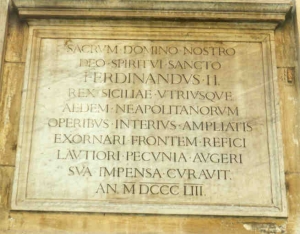 SACRVM · DOMINO · NOSTRO
DEO · SPIRITVI · SANCTO
FERDINANDVS · II.
REX · SICILIAE · VTRIVSQVE
AEDEM · NEAPOLITANORVM
OPERIBVS · INTERIVS · AMPLIATIS
EXORNARI · FRONTEM · REFICI
LAVTIORI · PECVNIA · AVGERI
SVA · IMPENSA · CVRAVIT.
AN. M DCCC LIII